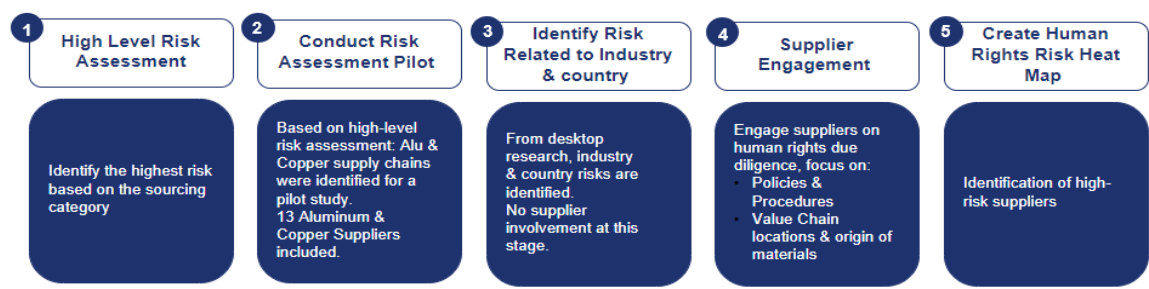 1
High Level Risk
Assessment
Identify the highest risk
based on the sourcing
category
2
Conduct Risk
Assessment Pilot
Based on high-level
risk assessment: Alu &
Copper supply chains
were identified for a
pilot study.
13 Aluminum &
Copper Suppliers
included.
3
Identify Risk
Related to Industry
& country
From desktop
research, industry
& country risks are
identified.
No supplier
involvement at this
stage.
4
Supplier
Engagement
Engage suppliers on
human rights due
diligence, focus on:
• Policies &
Procedures
• Value Chain
locations & origin of
materials
5
Create Human
Rights Risk Heat
Map
Identification of high-
risk suppliers